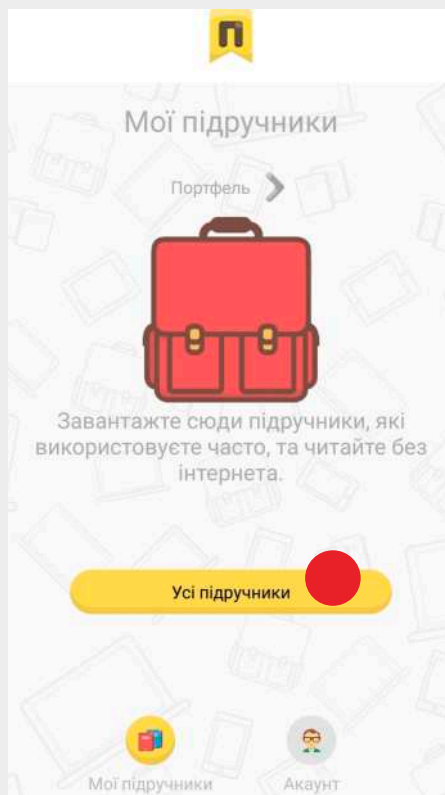 П
Мої підручники
Портфель
Завантажте сюди підручники, які
використовуєте часто, та читайте без
інтернета.
Усі підручники
Мої підручники
Акаунт